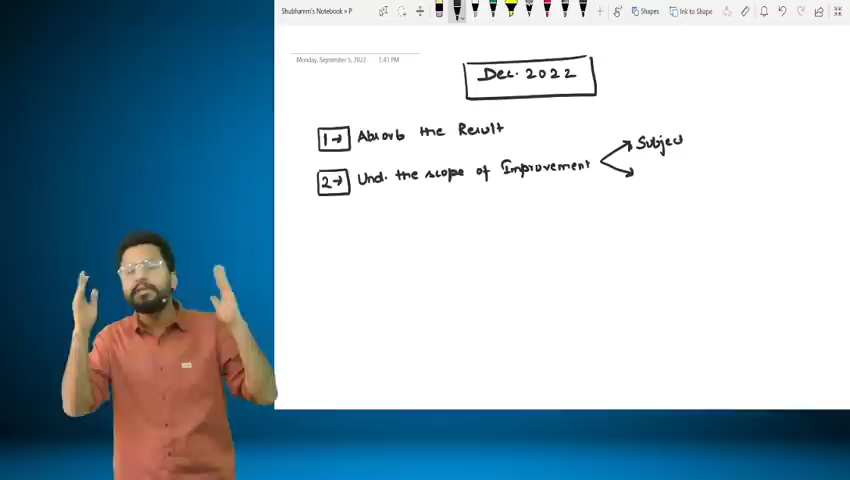 Shubhamm's Notebook » P
Shapes
Ink to Shape
Monday, September 5, 2022 1:41 PM
Dec. 2022
1→ Absorb the Result
2→ Und. the scope of Improvement → Subject